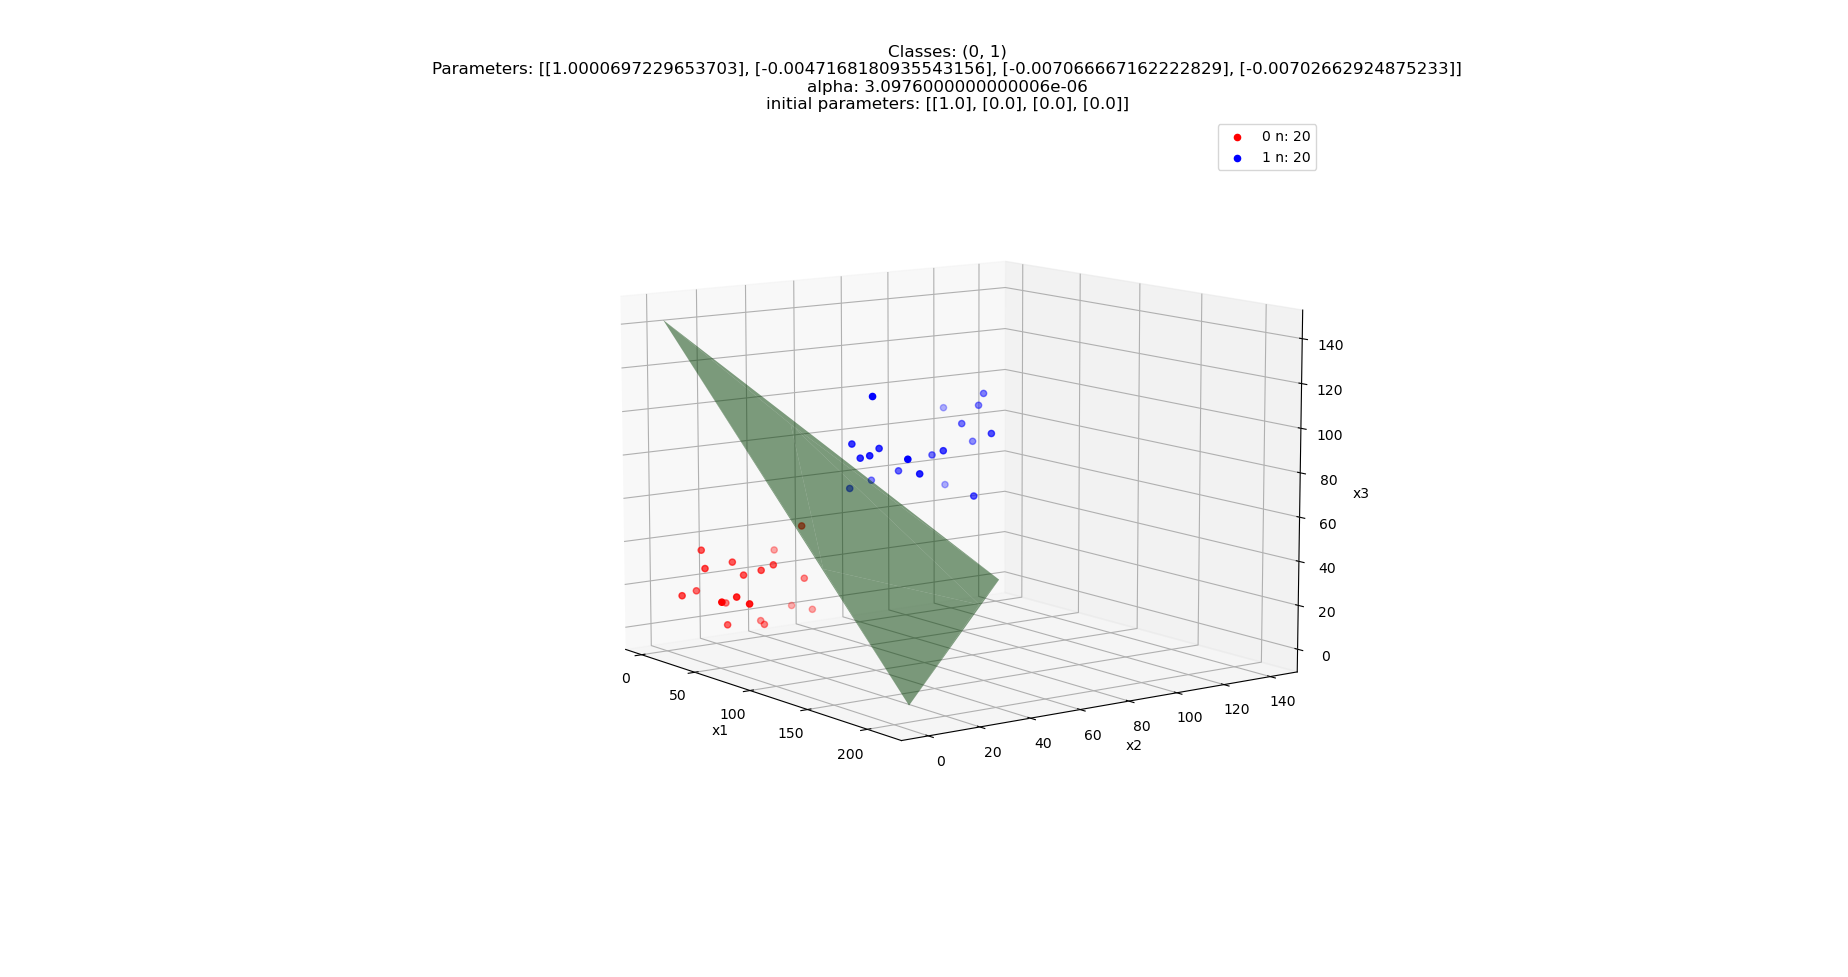 Classes: (0, 1)
Parameters: [[1.0000697229653703], [-0.0047168180935543156], [-0.007066667162222829], [-0.00702662924875233]]
alpha: 3.0976000000000006e-06
initial parameters: [[1.0], [0.0], [0.0], [0.0]]
0 n: 20
1 n: 20
140
120
100
80
x3
60
40
20
0
0
50
100
x1
150
200
0
20
40
60
80
x2
100
120
140